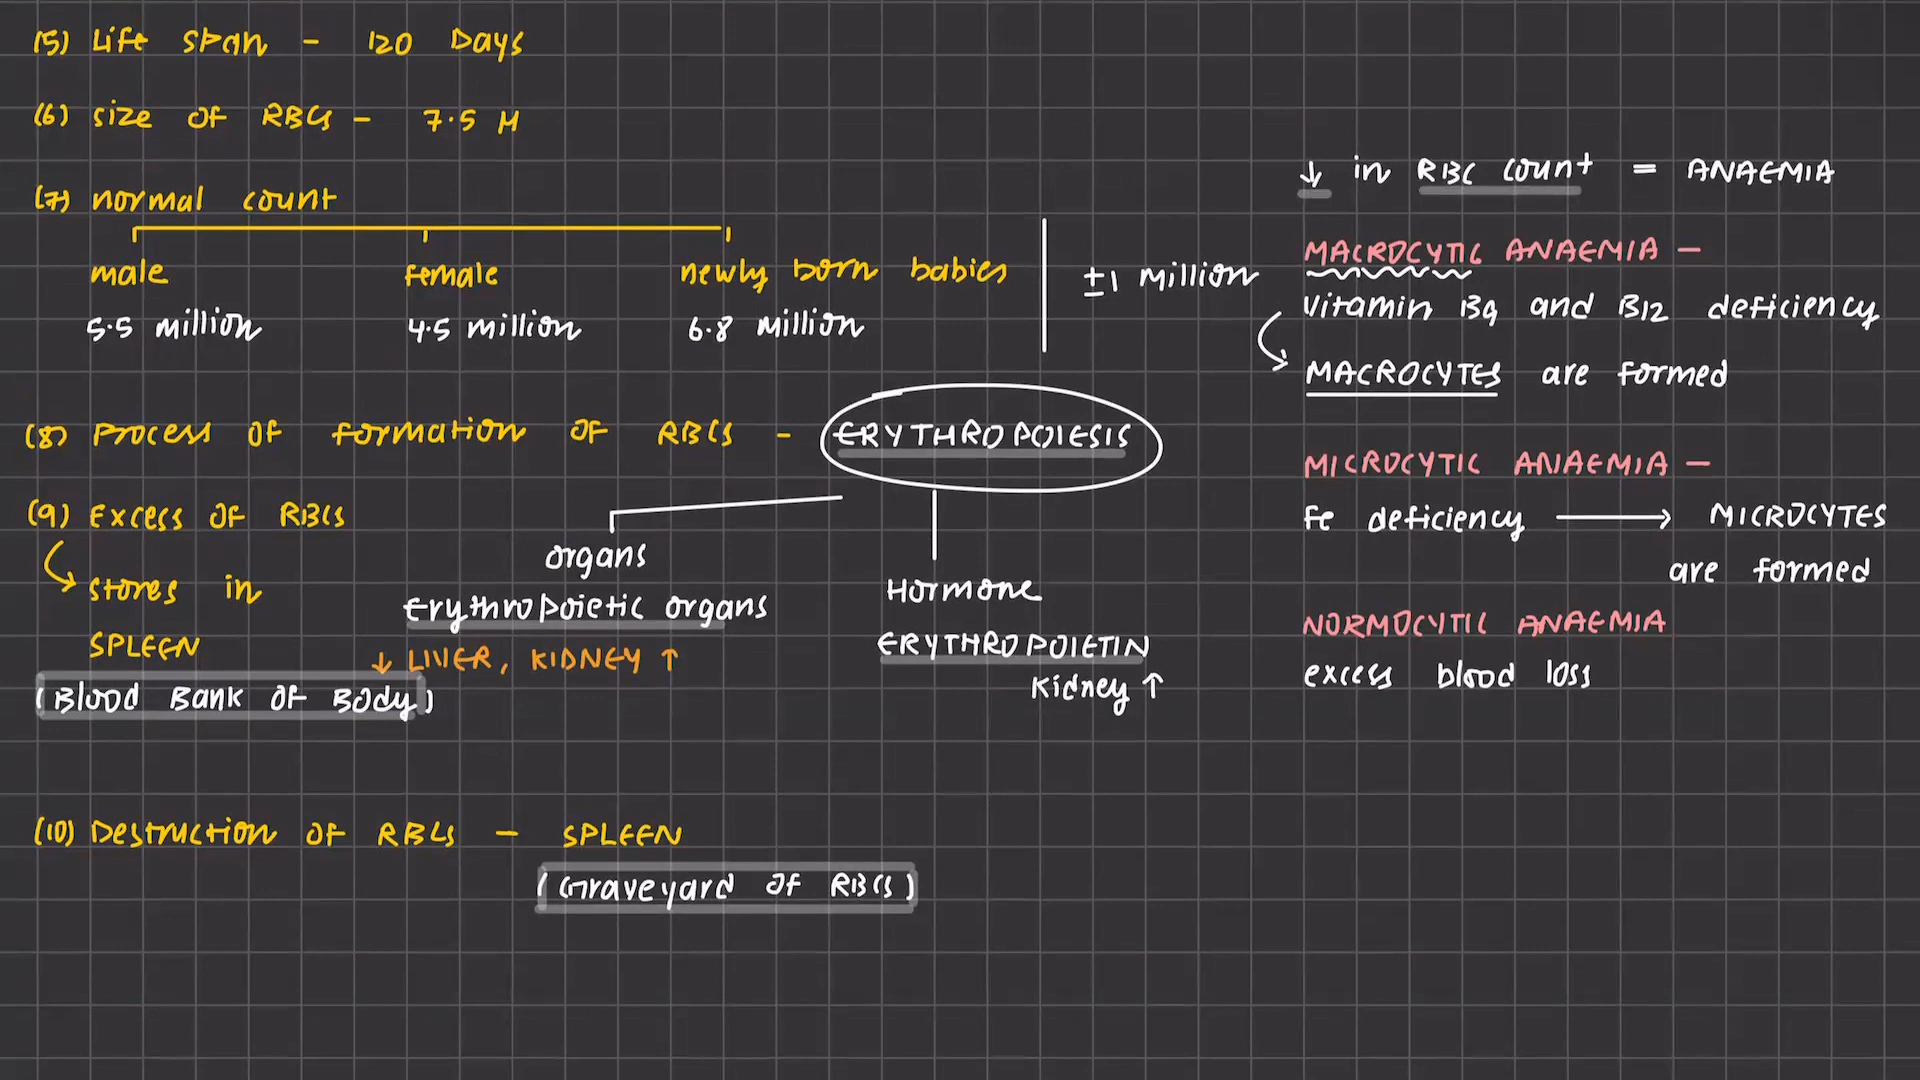 (5) Life span - 120 Days
(6) size of RBCs - 7.5 μ
(7) normal count
male female newly born babies
5.5 million 4.5 million 6.8 million
±1 million
(8) Process of formation of RBCs - ERYTHROPOIESIS
organs
Erythropoietic organs
↓ LIVER, KIDNEY ↑
Hormone
ERYTHROPOIETIN
Kidney ↑
(9) Excess of RBCs
stores in
SPLEEN
(Blood Bank of Body)
(10) Destruction of RBCs - SPLEEN
(Graveyard of RBCs)
↓ in RBC count = ANAEMIA
MACROCYTIC ANAEMIA -
Vitamin B9 and B12 deficiency
MACROCYTES are formed
MICROCYTIC ANAEMIA -
Fe deficiency → MICROCYTES
are formed
NORMOCYTIC ANAEMIA
excess blood loss